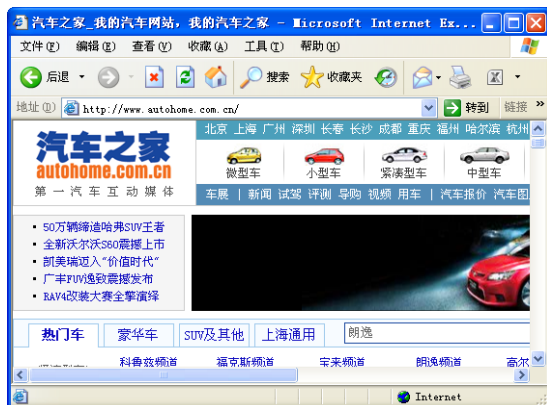 汽车之家_我的汽车网站，我的汽车之家 - Microsoft Internet Ex...
文件(F) 编辑(E) 查看(V) 收藏(A) 工具(T) 帮助(H)
后退 搜索 收藏夹
地址(D) http://www.autohome.com.cn/ 转到 链接 »
北京 上海 广州 深圳 长春 长沙 成都 重庆 福州 哈尔滨 杭州
汽车之家
autohome.com.cn
第一汽车互动媒体
微型车 小型车 紧凑型车 中型车
车展 | 新闻 试驾 评测 导购 视频 用车 | 汽车报价 汽车图
50万辆缔造哈弗SUV王者
全新沃尔沃S60震撼上市
凯美瑞迈入"价值时代"
广丰FUV逸致震撼发布
RAV4改装大赛全擎演绎
热门车 豪华车 SUV及其他 上海通用 朗逸
科鲁兹频道 福克斯频道 宝来频道 朗逸频道 高尔
Internet